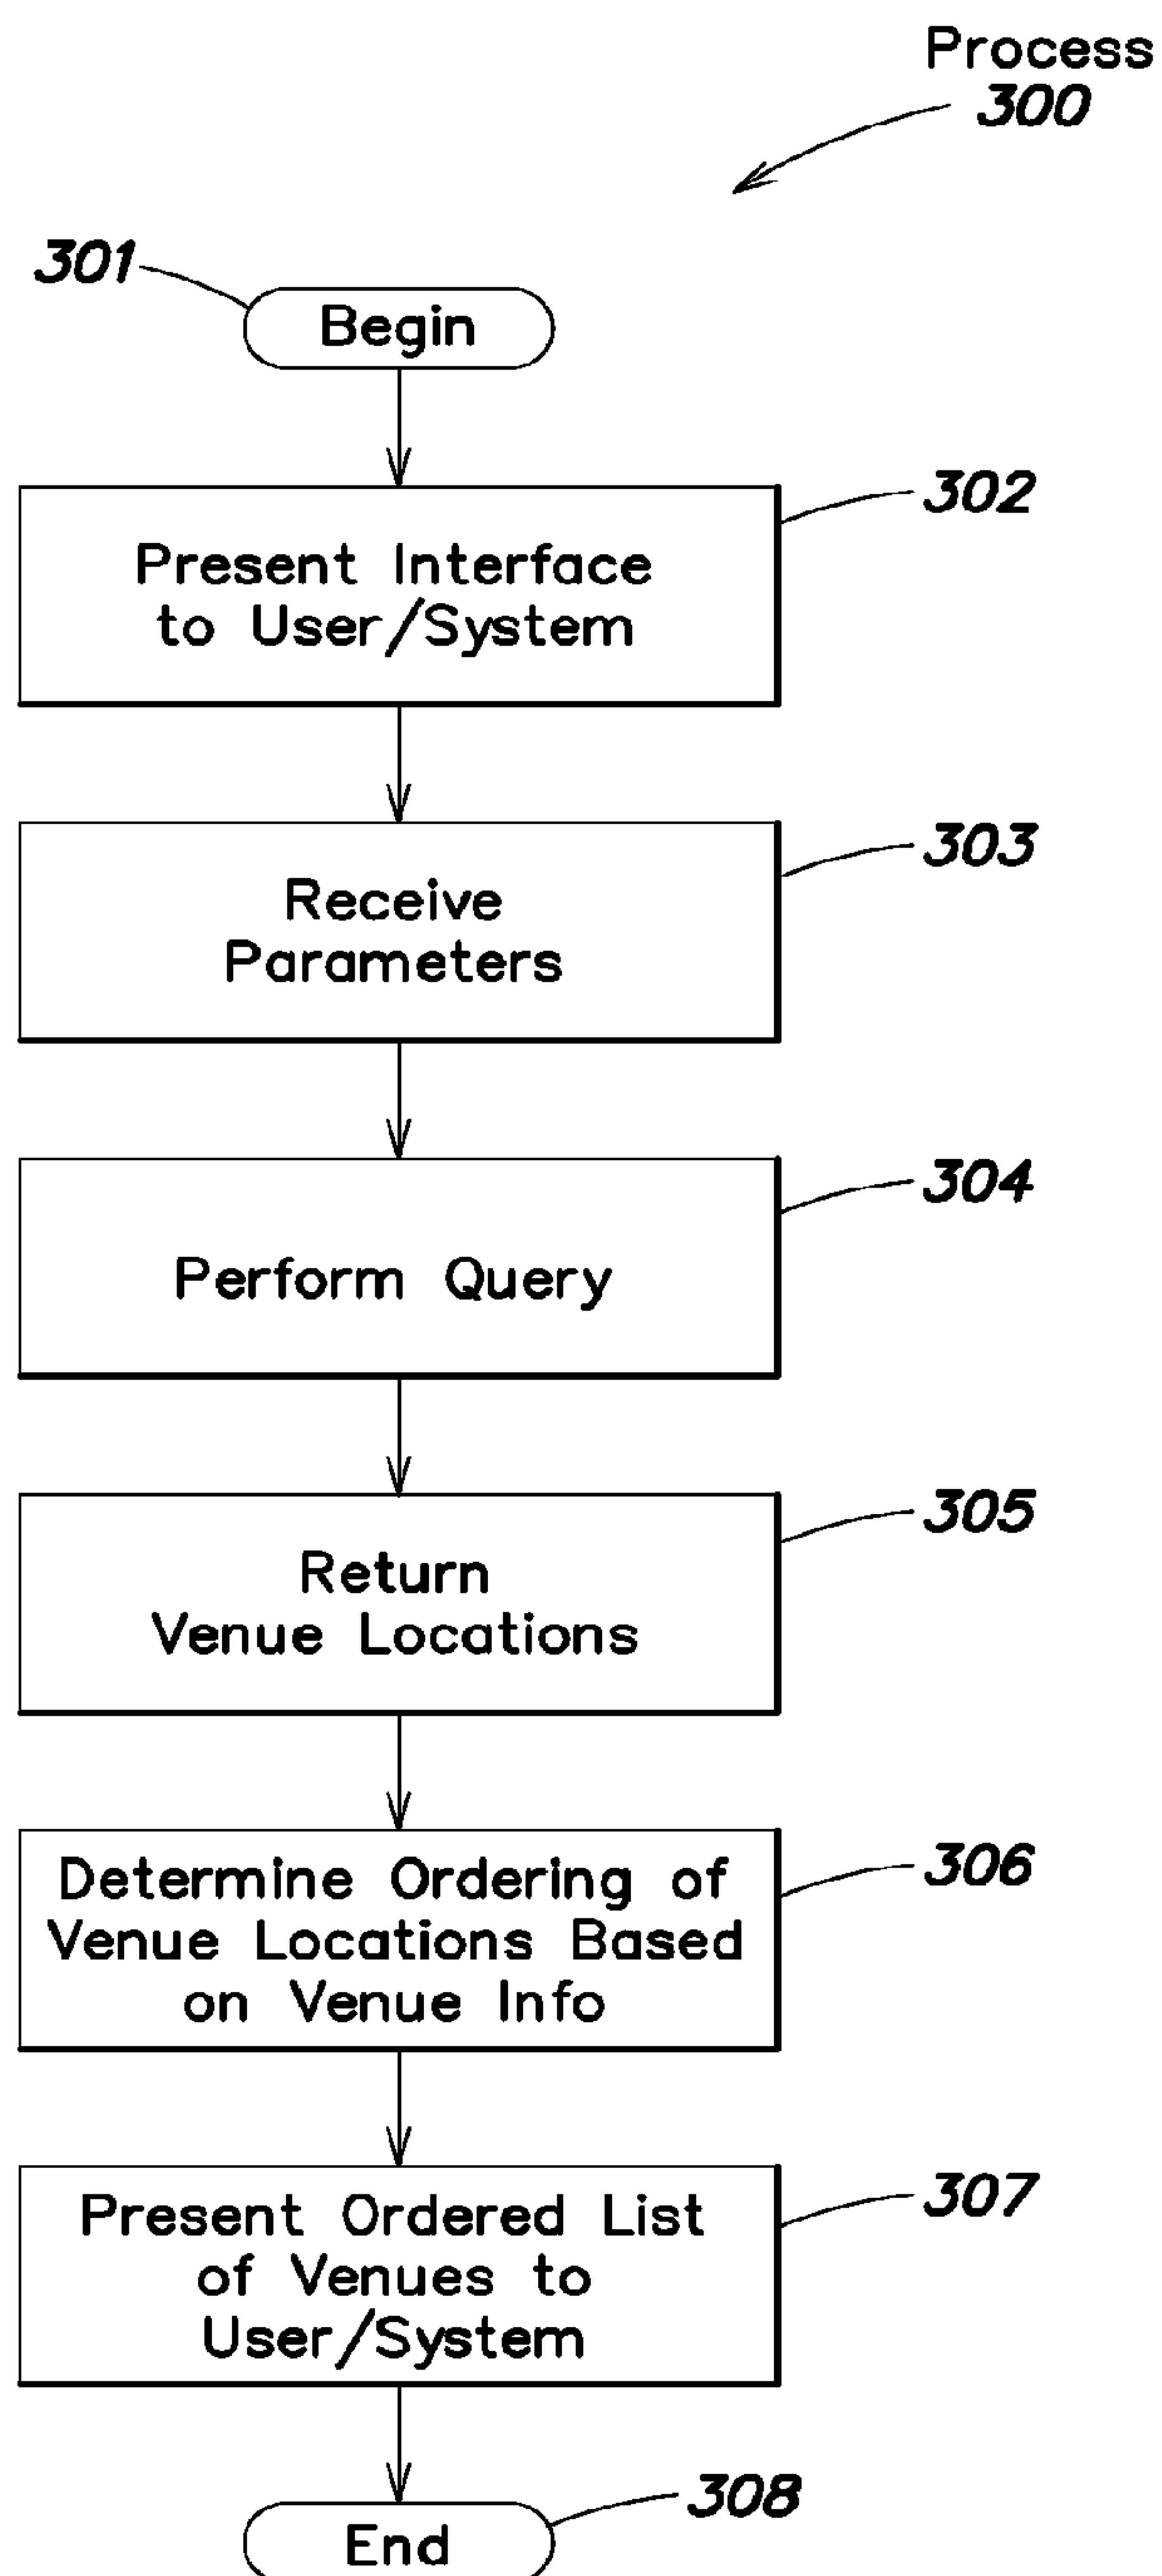 Process
300
301
Begin
302
Present Interface
to User/System
303
Receive
Parameters
304
Perform Query
305
Return
Venue Locations
306
Determine Ordering of
Venue Locations Based
on Venue Info
307
Present Ordered List
of Venues to
User/System
308
End